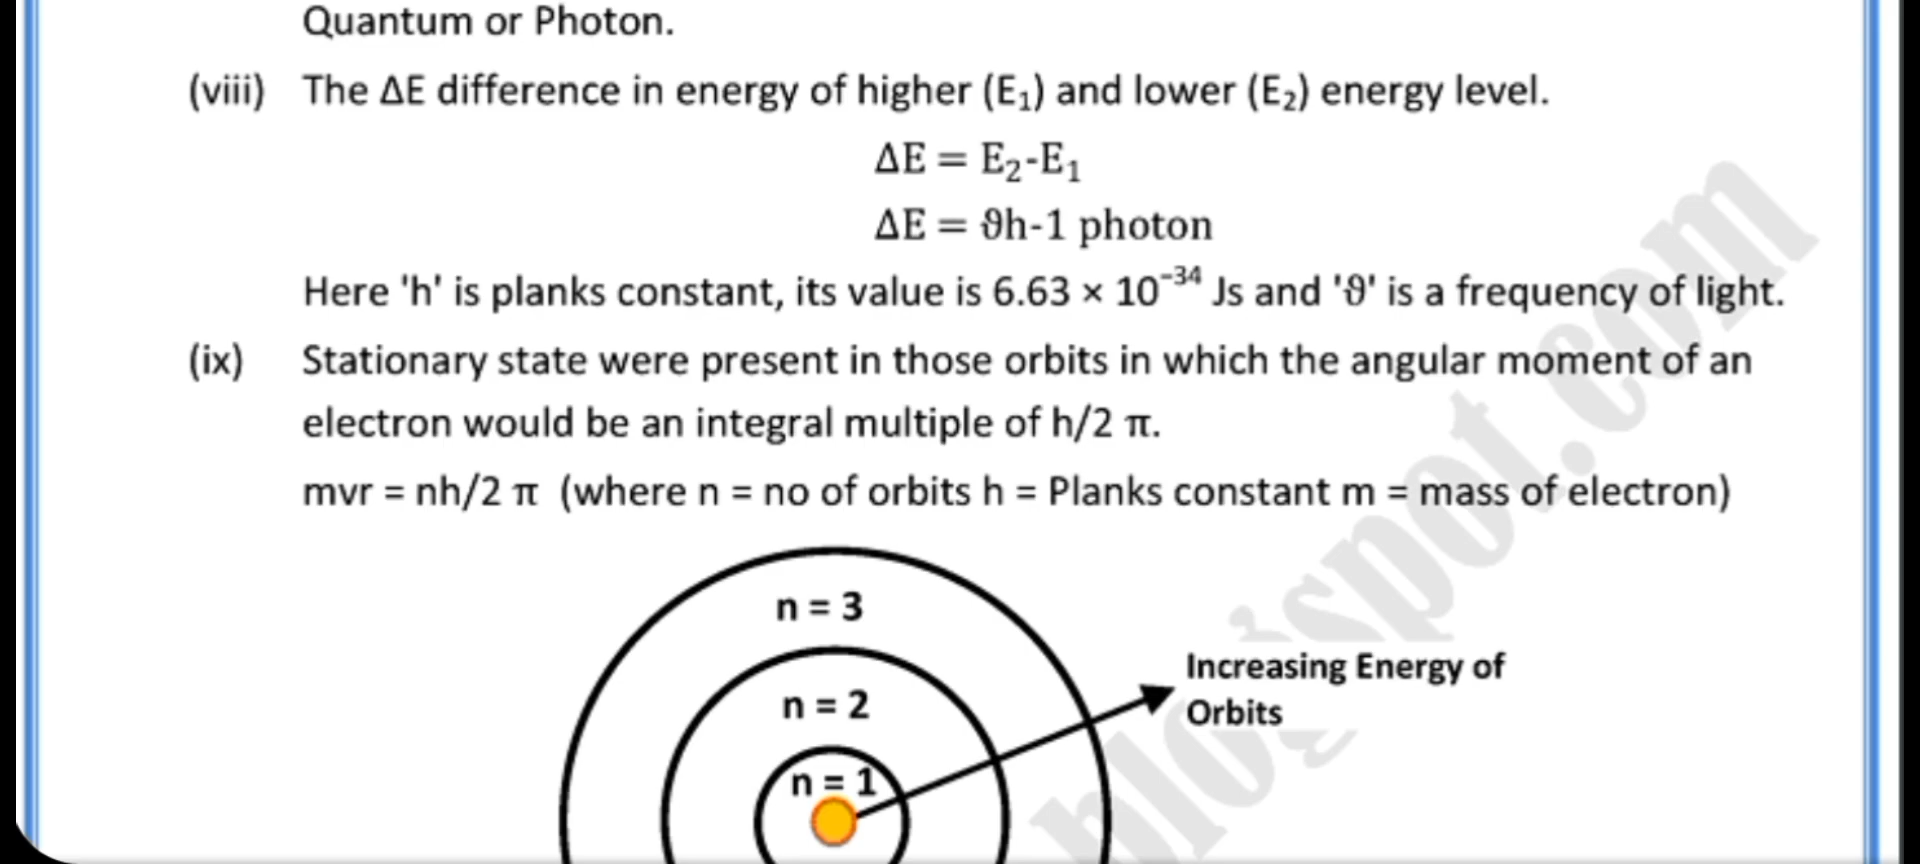 Quantum or Photon.
(viii) The ΔE difference in energy of higher (E₁) and lower (E₂) energy level.
ΔE = E₂-E₁
ΔE = ϑh-1 photon
Here 'h' is planks constant, its value is 6.63 × 10⁻³⁴ Js and 'ϑ' is a frequency of light.
(ix) Stationary state were present in those orbits in which the angular moment of an
electron would be an integral multiple of h/2 π.
mvr = nh/2 π (where n = no of orbits h = Planks constant m = mass of electron)
n = 3
n = 2
n = 1
Increasing Energy of
Orbits
blogspot.com